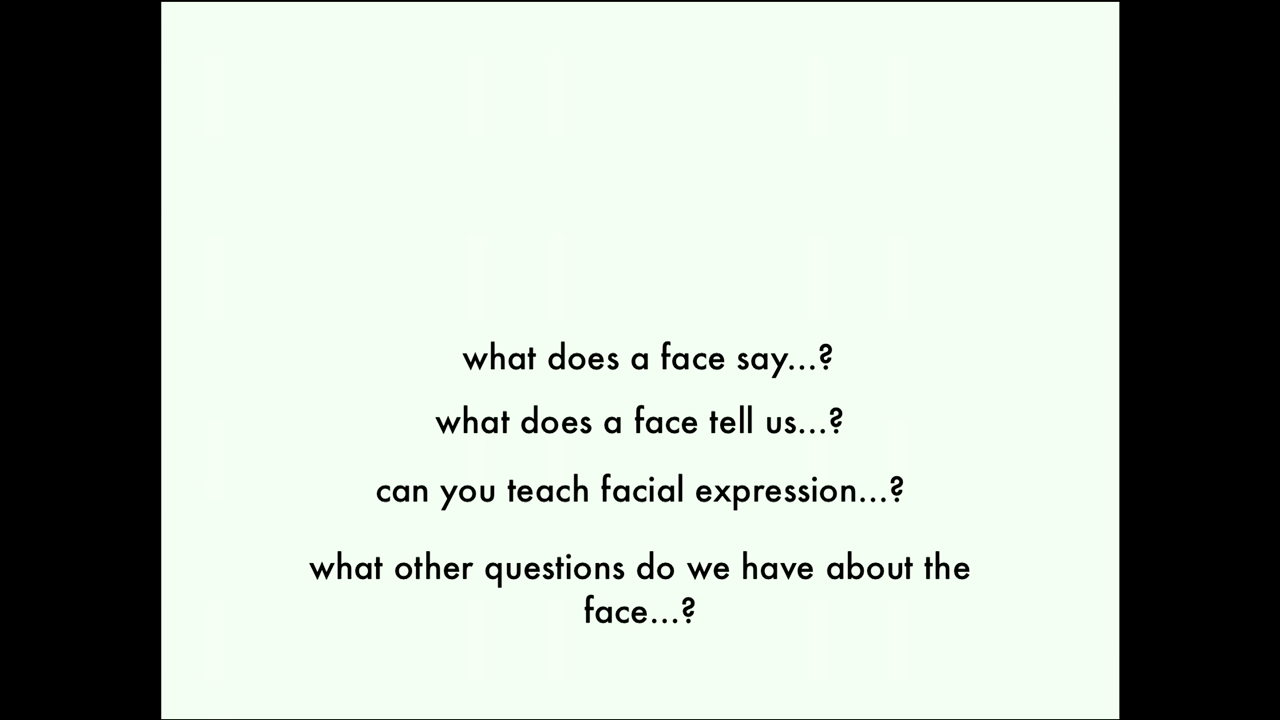 what does a face say...?
what does a face tell us...?
can you teach facial expression...?
what other questions do we have about the
face...?